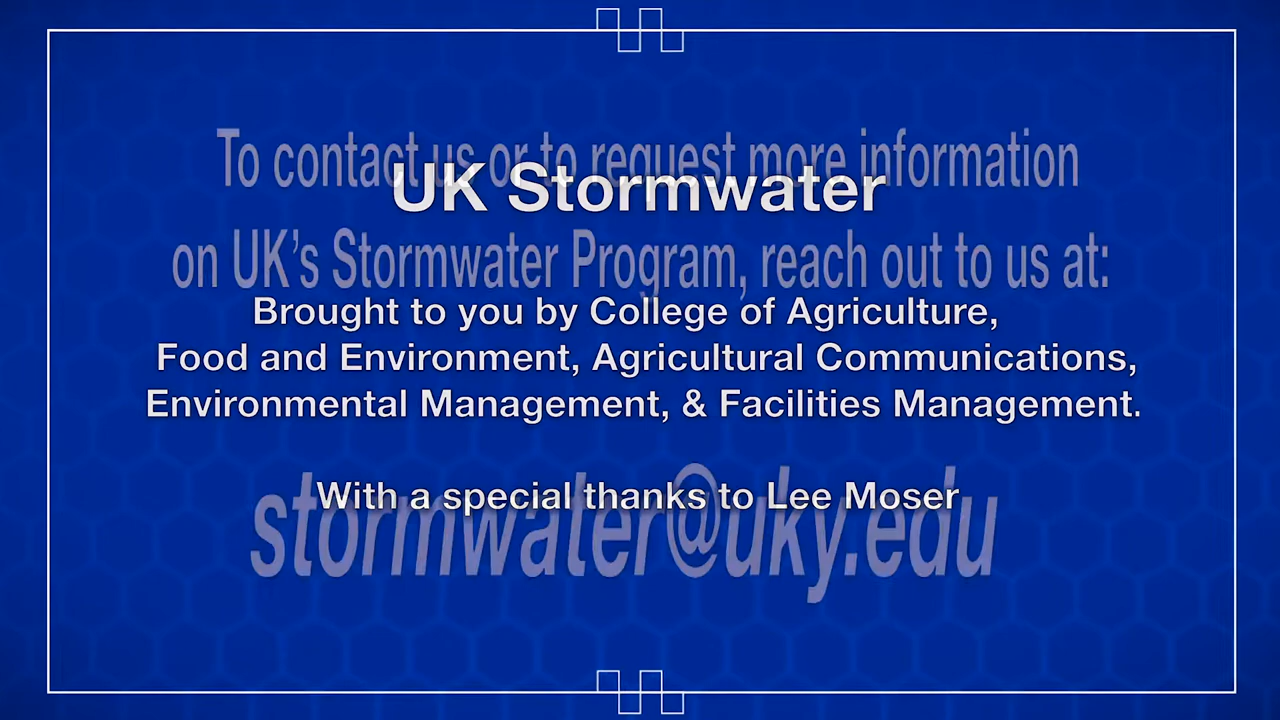 To contact us or to request more information
UK Stormwater
on UK’s Stormwater Program, reach out to us at:
Brought to you by College of Agriculture,
Food and Environment, Agricultural Communications,
Environmental Management, & Facilities Management.
With a special thanks to Lee Moser
stormwater@uky.edu